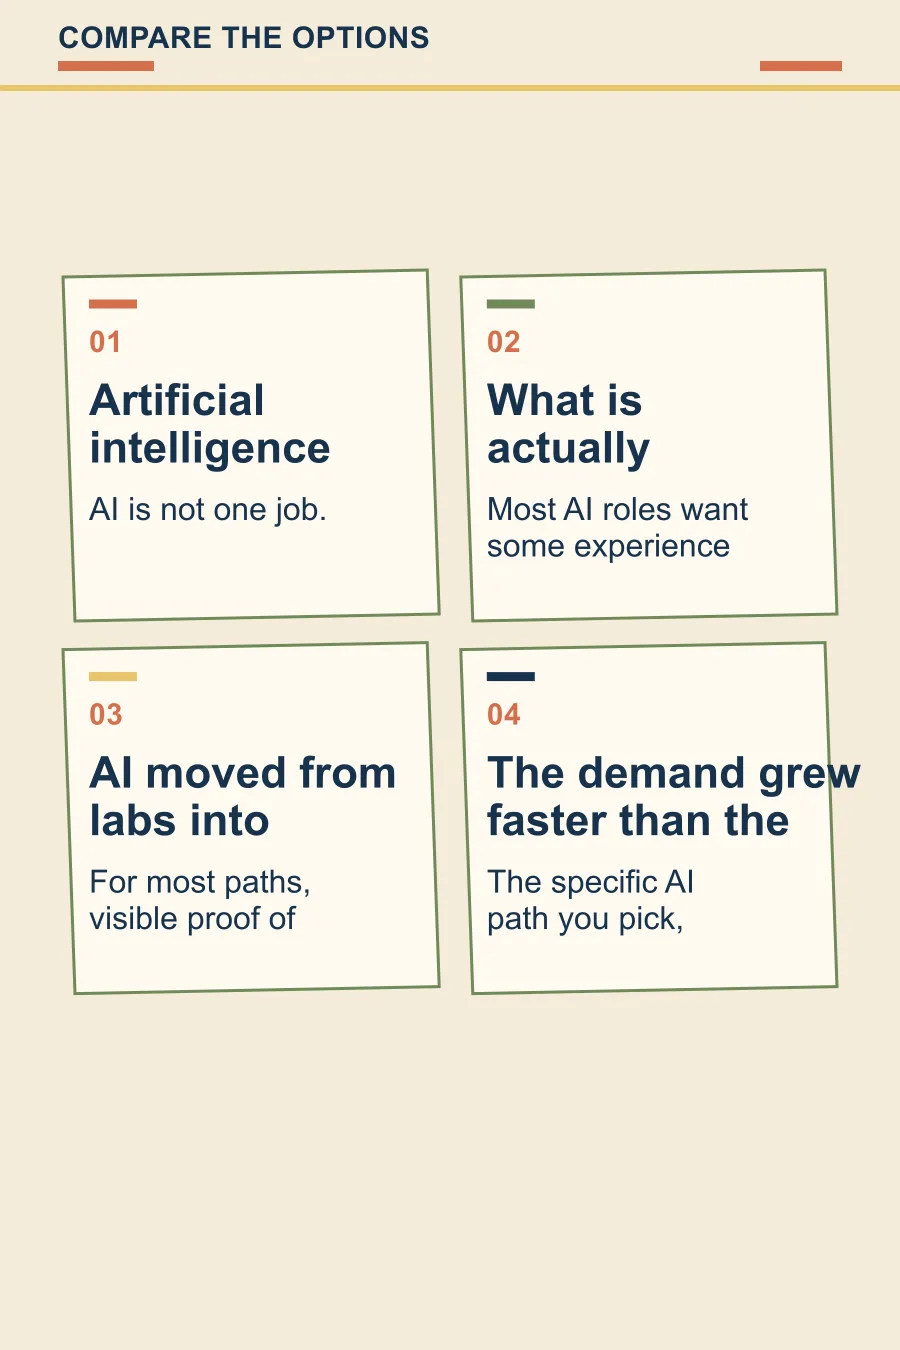 COMPARE THE OPTIONS
01
Artificial
intelligence
AI is not one job.
02
What is
actually
Most AI roles want
some experience
03
AI moved from
labs into
For most paths,
visible proof of
04
The demand grew
faster than the
The specific AI
path you pick,